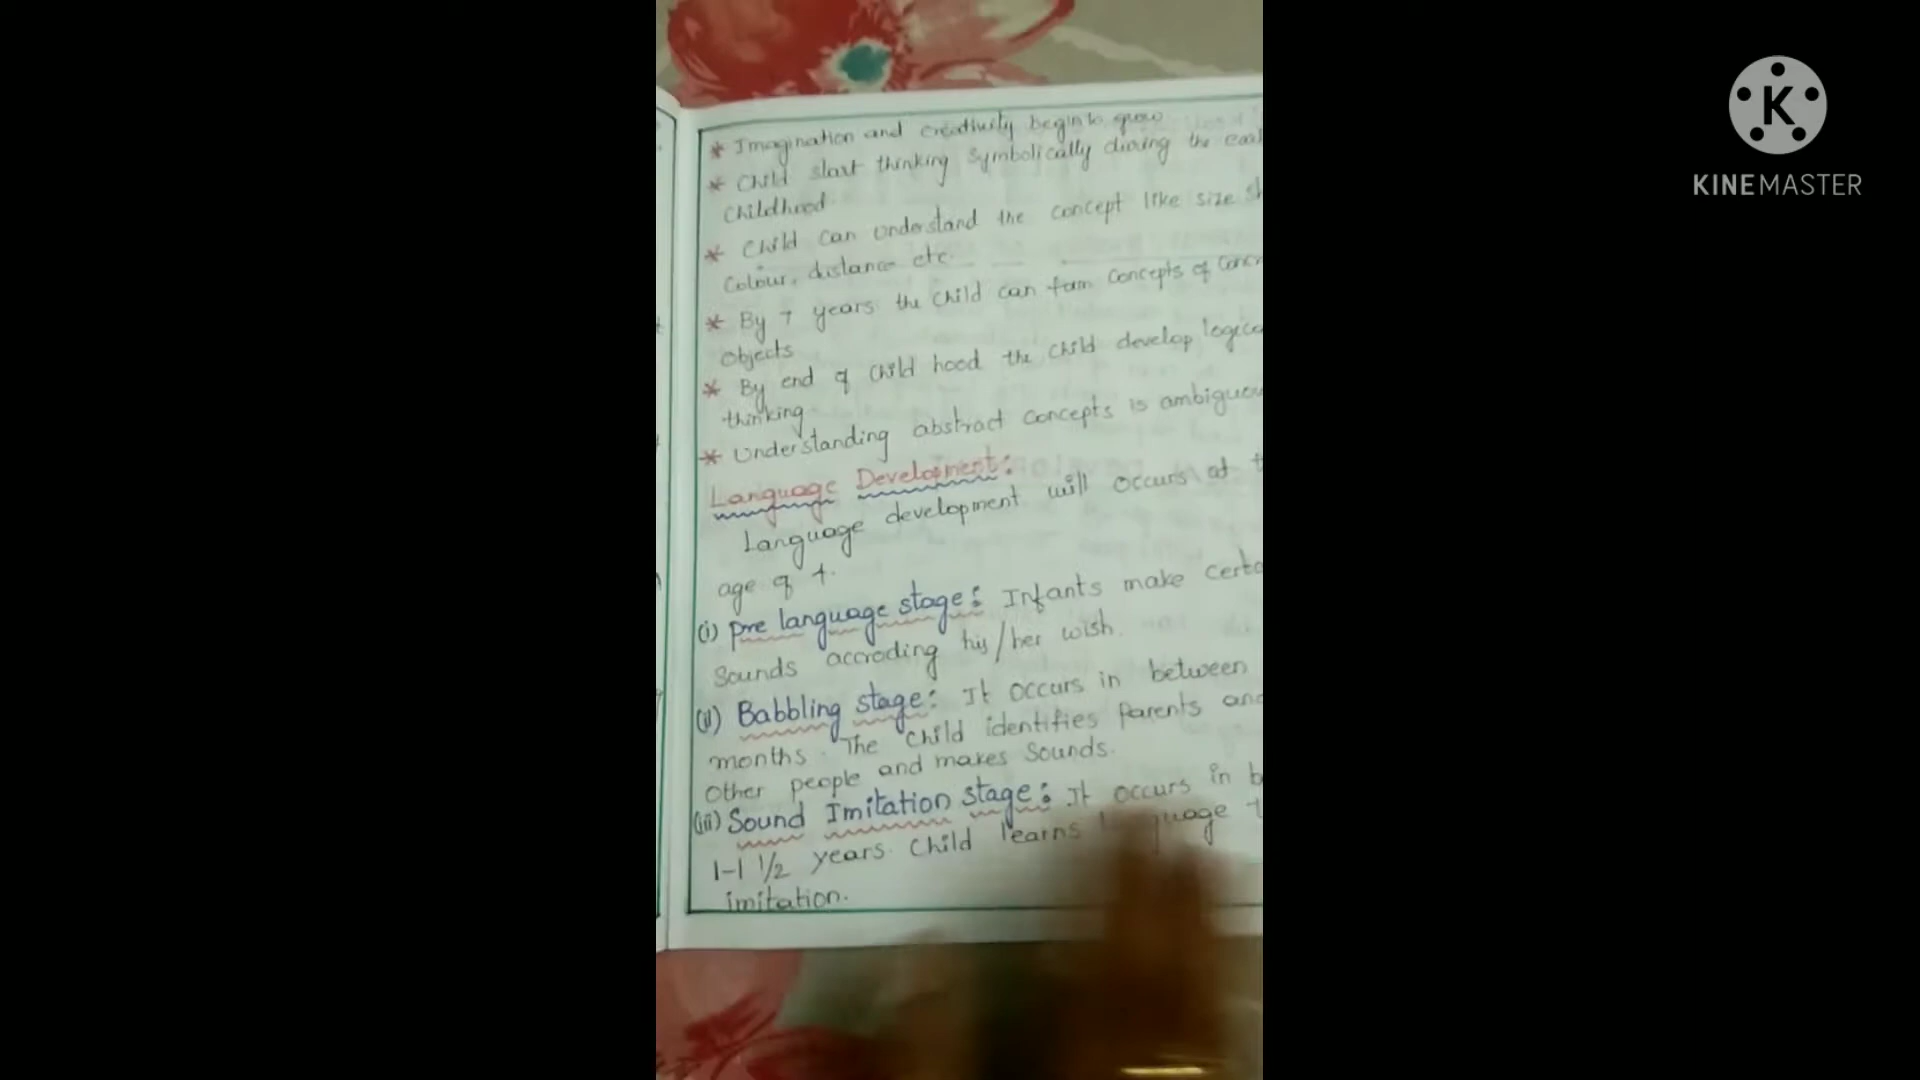 * Imagination and creativity begin to grow
* Child start thinking symbolically during the
childhood
* Child can understand the concept like size
colour, distance etc.
* By 7 years the child can form concepts of
objects
* By end of child hood the child develop
thinking
* Understanding abstract concepts is
Language Development:
Language development will occurs at
age of
(i) Pre language stage: Infants make
sounds accroding his/her wish.
(ii) Babbling stage: It occurs in between
months. The child identifies parents
other people and makes sounds.
(iii) Sound Imitation stage: It occurs in
1-1 1/2 years. Child learns
imitation.
K
KINEMASTER